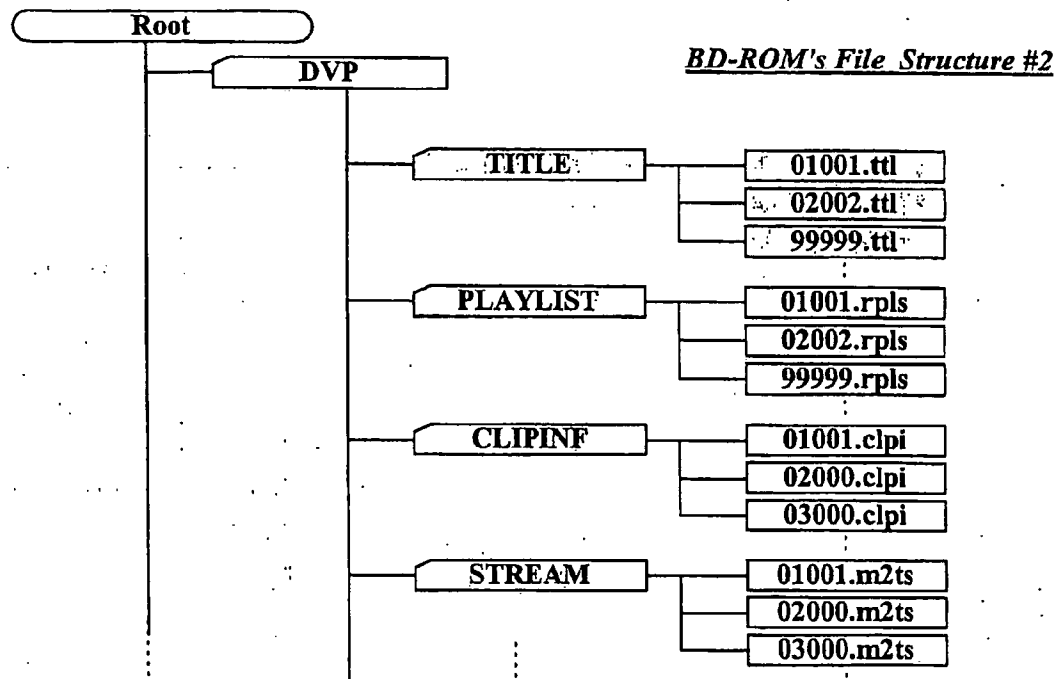 Root
BD-ROM's File Structure #2
DVP
TITLE
01001.ttl
02002.ttl
99999.ttl
PLAYLIST
01001.rpls
02002.rpls
99999.rpls
CLIPINF
01001.clpi
02000.clpi
03000.clpi
STREAM
01001.m2ts
02000.m2ts
03000.m2ts